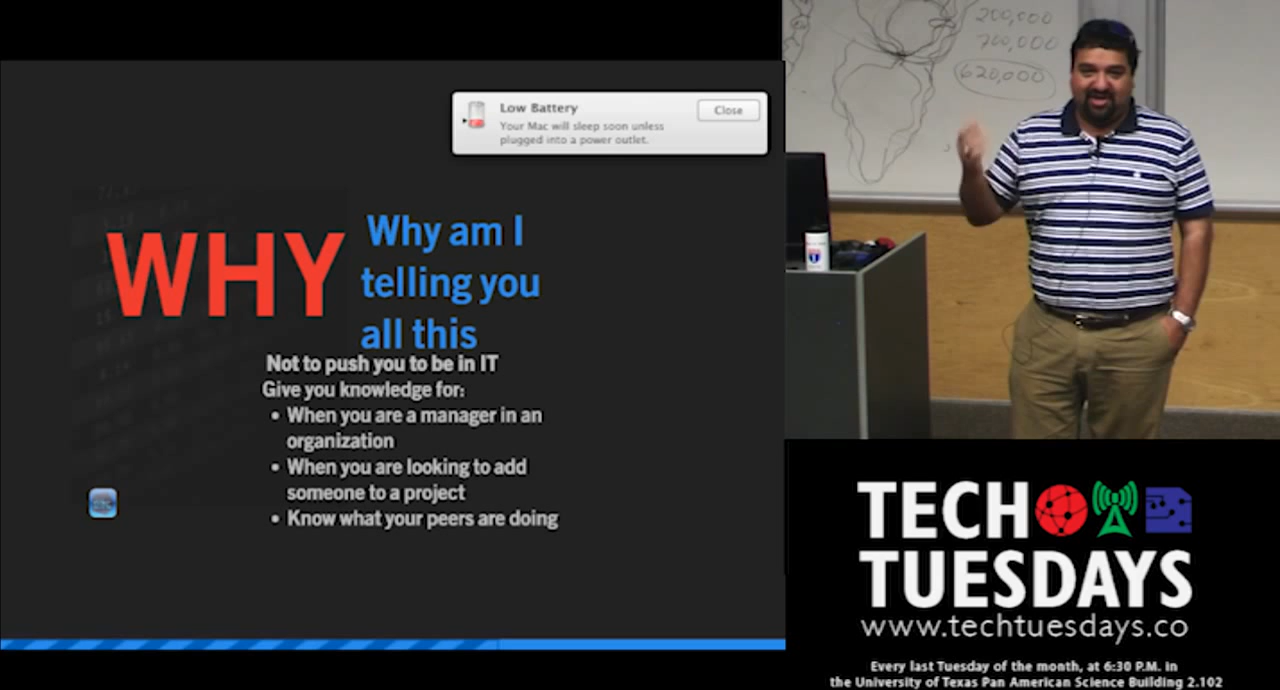 200,000
700,000
620,000
Low Battery
Close
Your Mac will sleep soon unless
plugged into a power outlet.
WHY
Why am I
telling you
all this
Not to push you to be in IT
Give you knowledge for:
• When you are a manager in an
organization
• When you are looking to add
someone to a project
• Know what your peers are doing
TECH
TUESDAYS
www.techtuesdays.co
Every last Tuesday of the month, at 6:30 P.M. in
the University of Texas Pan American Science Building 2.102